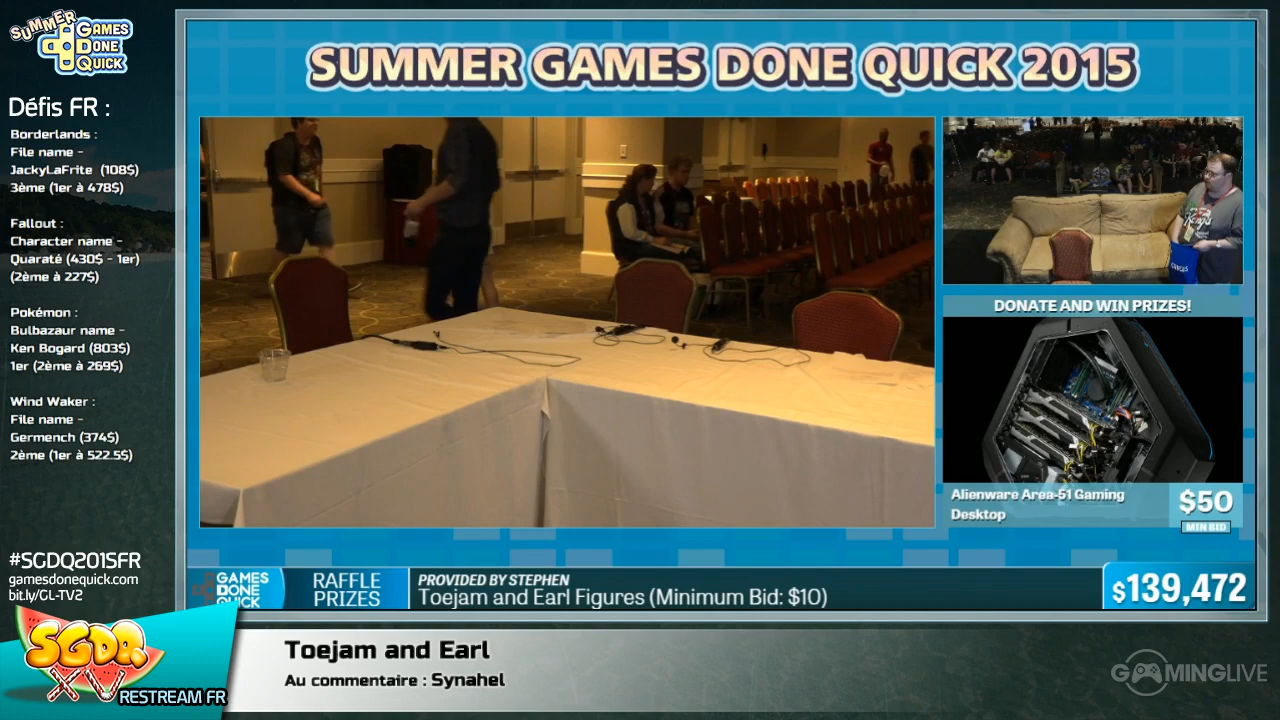 SUMMER
GAMES
DONE
QUICK
Défis FR :
Borderlands :
File name -
JackyLaFrite (108$)
3ème (1er à 478$)
Fallout :
Character name -
Quaraté (430$ - 1er)
(2ème à 227$)
Pokémon :
Bulbazaur name -
Ken Bogard (803$)
1er (2ème à 269$)
Wind Waker :
File name -
Germench (374$)
2ème (1er à 522.5$)
#SGDQ2015FR
gamesdonequick.com
bit.ly/GL-TV2
SUMMER GAMES DONE QUICK 2015
DONATE AND WIN PRIZES!
Alienware Area-51 Gaming
Desktop
$50
MIN BID
GAMES
DONE
QUICK
RAFFLE
PRIZES
PROVIDED BY STEPHEN
Toejam and Earl Figures (Minimum Bid: $10)
$139,472
SGDQ
XV
RESTREAM FR
Toejam and Earl
Au commentaire : Synahel
GAMINGLIVE